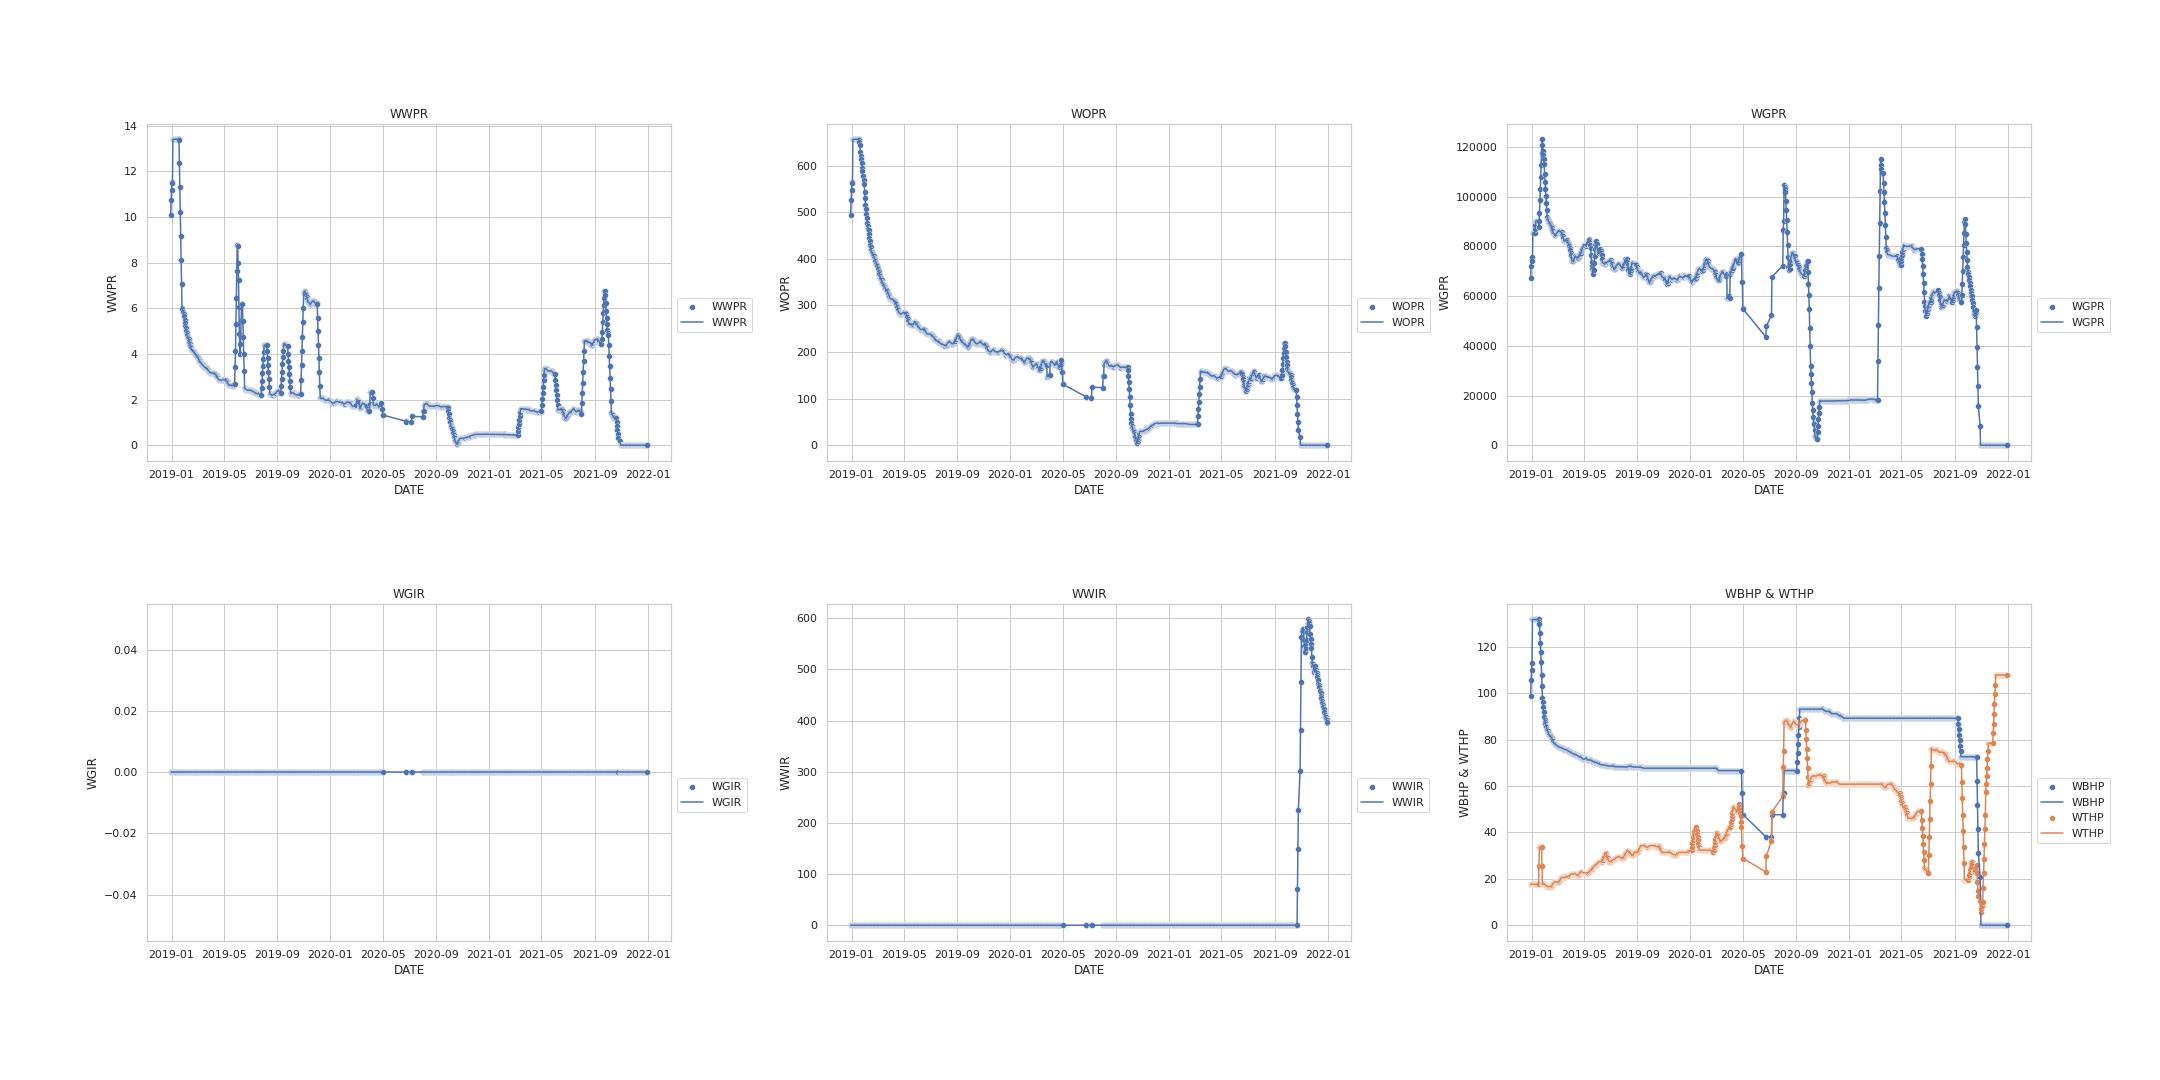 WWPR
WWPR
14
12
10
8
6
4
2
0
2019-01 2019-05 2019-09 2020-01 2020-05 2020-09 2021-01 2021-05 2021-09 2022-01
DATE
WWPR
WWPR
WOPR
WOPR
600
500
400
300
200
100
0
2019-01 2019-05 2019-09 2020-01 2020-05 2020-09 2021-01 2021-05 2021-09 2022-01
DATE
WOPR
WOPR
WGPR
WGPR
120000
100000
80000
60000
40000
20000
0
2019-01 2019-05 2019-09 2020-01 2020-05 2020-09 2021-01 2021-05 2021-09 2022-01
DATE
WGPR
WGPR
WGIR
WGIR
0.04
0.02
0.00
−0.02
−0.04
2019-01 2019-05 2019-09 2020-01 2020-05 2020-09 2021-01 2021-05 2021-09 2022-01
DATE
WGIR
WGIR
WWIR
WWIR
600
500
400
300
200
100
0
2019-01 2019-05 2019-09 2020-01 2020-05 2020-09 2021-01 2021-05 2021-09 2022-01
DATE
WWIR
WWIR
WBHP & WTHP
WBHP & WTHP
120
100
80
60
40
20
0
2019-01 2019-05 2019-09 2020-01 2020-05 2020-09 2021-01 2021-05 2021-09 2022-01
DATE
WBHP
WBHP
WTHP
WTHP